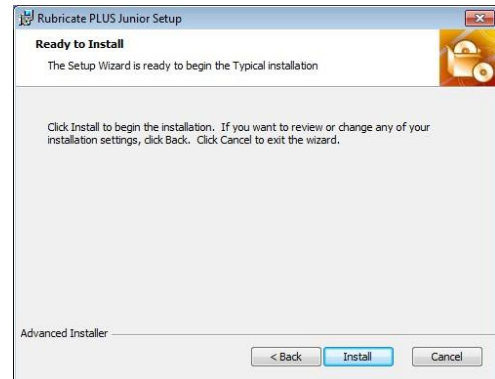 Rubricate PLUS Junior Setup
Ready to Install
The Setup Wizard is ready to begin the Typical installation
Click Install to begin the installation. If you want to review or change any of your
installation settings, click Back. Click Cancel to exit the wizard.
Advanced Installer
< Back Install Cancel